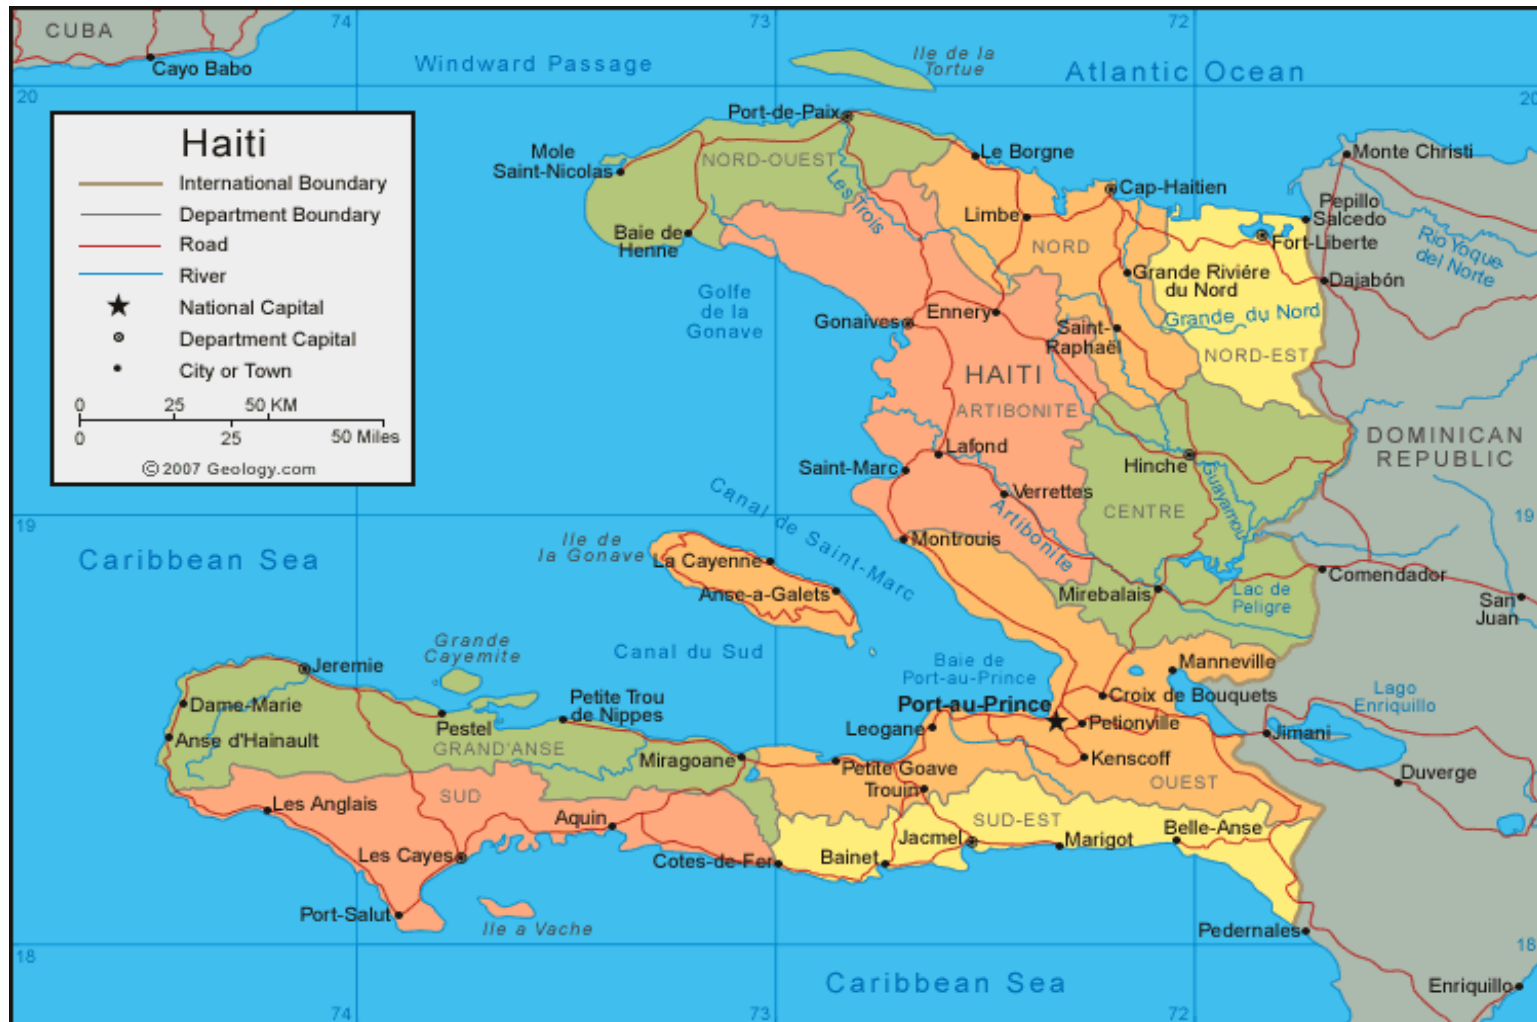 74
73
72
CUBA
Cayo Babo
Windward Passage
Ile de la
Tortue
Atlantic Ocean
20
20
Haiti
International Boundary
Department Boundary
Road
River
National Capital
Department Capital
City or Town
0 25 50 KM
0 25 50 Miles
© 2007 Geology.com
Port-de-Paix
Mole
Saint-Nicolas
NORD-OUEST
Le Borgne
Monte Christi
Les Trois
Cap-Haitien
Limbe
Pepillo
Salcedo
Baie de
Henne
NORD
Fort-Liberte
Rio Yoque
del Norte
Grande Riviére
du Nord
Dajabón
Golfe
de la
Gonave
Gonaives
Ennery
Saint-
Raphaël
Grande du Nord
NORD-EST
HAITI
ARTIBONITE
DOMINICAN
REPUBLIC
Lafond
Saint-Marc
Hinche
Guayamou
Verrettes
CENTRE
Artibonite
Canal de Saint-Marc
19
19
Montrouis
Caribbean Sea
Ile de
la Gonave
La Cayenne
Anse-a-Galets
Mirebalais
Lac de
Peligre
Comendador
San
Juan
Grande
Cayemite
Canal du Sud
Baie de
Port-au-Prince
Manneville
Jeremie
Croix de Bouquets
Lago
Enriquillo
Dame-Marie
Pestel
Petite Trou
de Nippes
Port-au-Prince
Leogane
Petionville
Jimani
Anse d'Hainault
GRAND'ANSE
Miragoane
Kenscoff
Petite Goave
Trouin
OUEST
Duverge
Les Anglais
SUD
Aquin
SUD-EST
Jacmel
Marigot
Belle-Anse
Les Cayes
Cotes-de-Fer
Bainet
Port-Salut
Ile a Vache
Pedernales
18
18
Caribbean Sea
Enriquillo
74
73
72